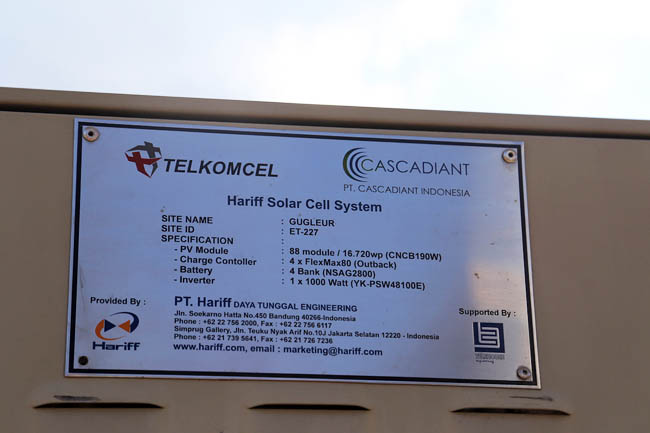 TELKOMCEL
CASCADIANT
PT. CASCADIANT INDONESIA
Hariff Solar Cell System
SITE NAME : GUGLEUR
SITE ID : ET-227
SPECIFICATION :
- PV Module : 88 module / 16.720wp (CNCB190W)
- Charge Contoller : 4 x FlexMax80 (Outback)
- Battery : 4 Bank (NSAG2800)
- Inverter : 1 x 1000 Watt (YK-PSW48100E)
Provided By :
Hariff
PT. Hariff DAYA TUNGGAL ENGINEERING
Jln. Soekarno Hatta No.450 Bandung 40266-Indonesia
Phone : +62 22 756 2000, Fax : +62 22 756 6117
Simprug Gallery, Jln. Teuku Nyak Arif No.10J Jakarta Selatan 12220 - Indonesia
Phone : +62 21 739 5641, Fax : +62 21 726 7236
www.hariff.com, email : marketing@hariff.com
Supported By :